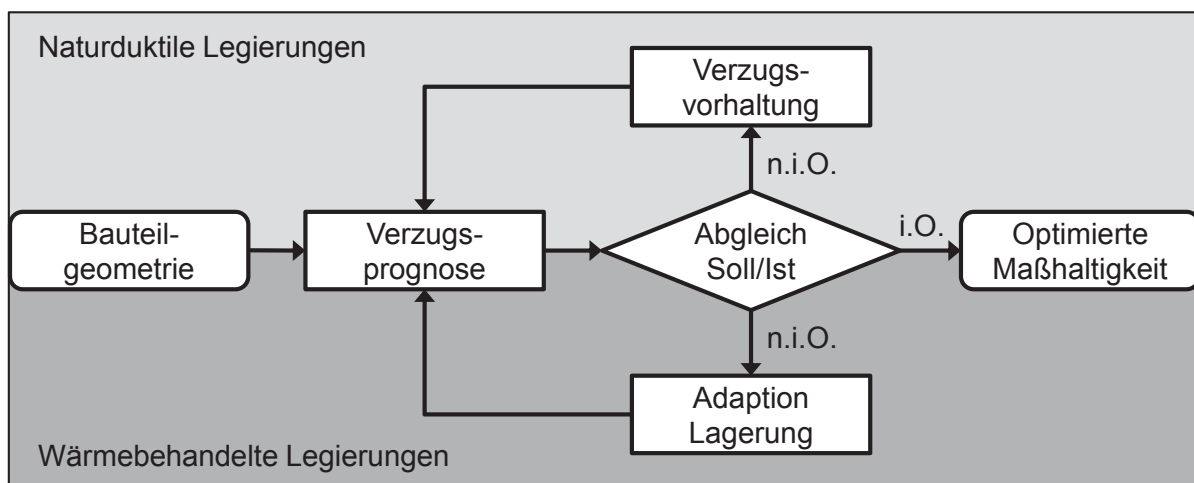 Naturduktile Legierungen
Verzugs-
vorhaltung
n.i.O.
Bauteil-
geometrie
Verzugs-
prognose
Abgleich
Soll/Ist
i.O.
Optimierte
Maßhaltigkeit
n.i.O.
Adaption
Lagerung
Wärmebehandelte Legierungen